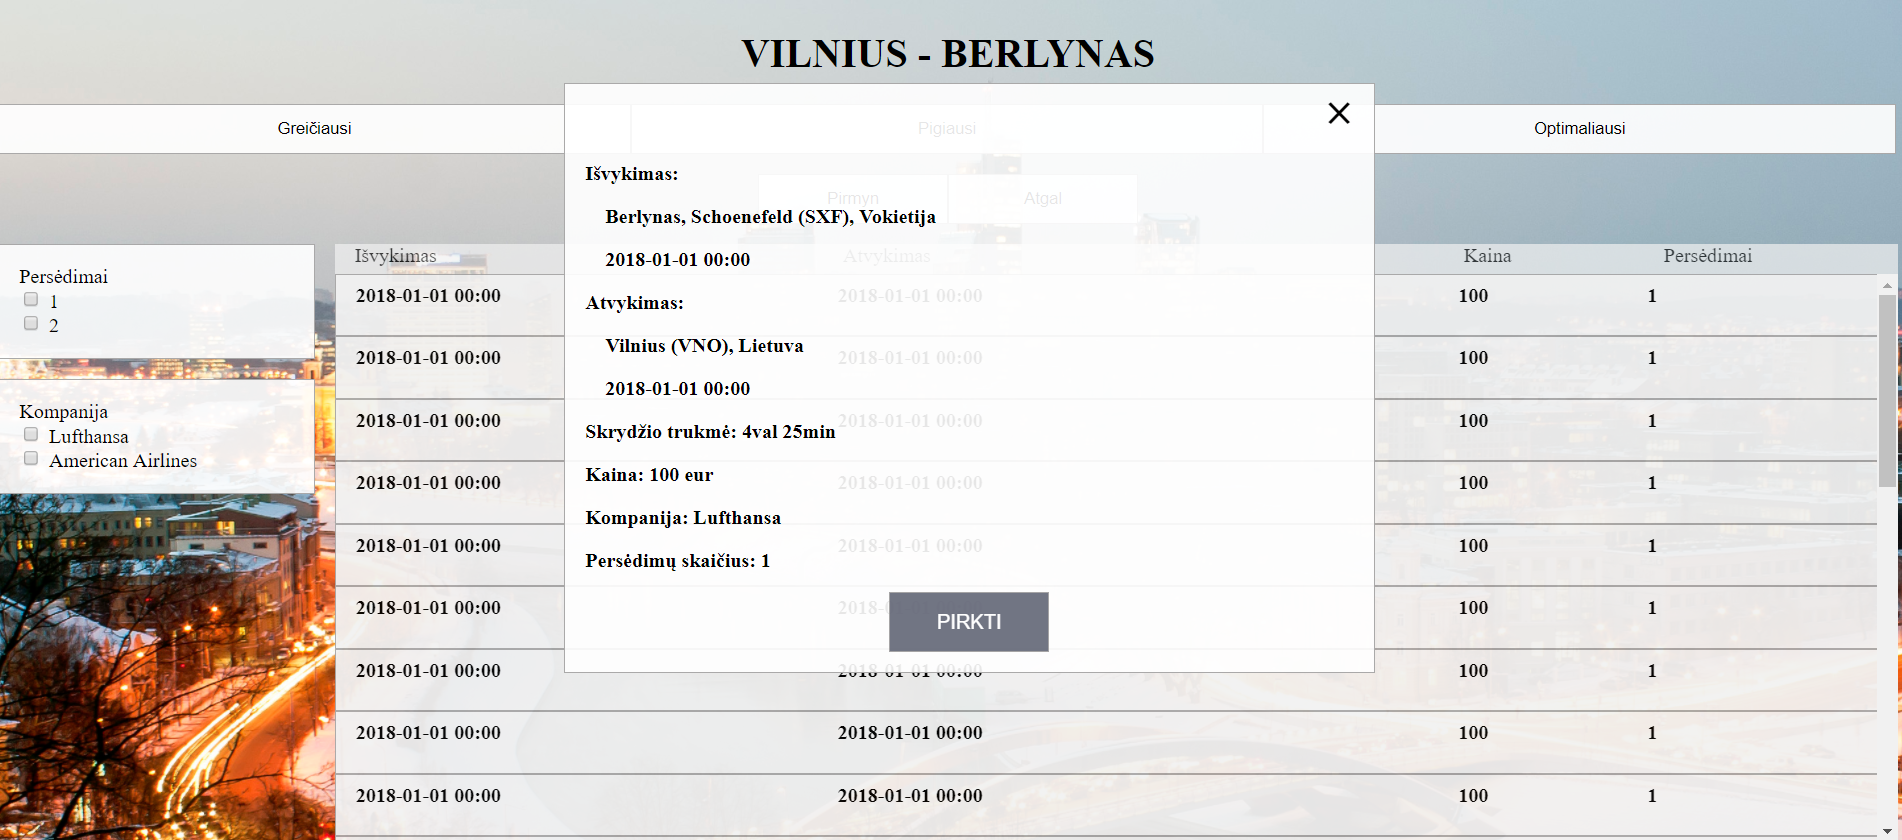 VILNIUS - BERLYNAS
Greičiausi Pigiausi Optimaliausi
Pirmyn Atgal
Persėdimai
1
2
Kompanija
Lufthansa
American Airlines
Išvykimas Atvykimas Kaina Persėdimai
2018-01-01 00:00 2018-01-01 00:00 100 1
2018-01-01 00:00 2018-01-01 00:00 100 1
2018-01-01 00:00 2018-01-01 00:00 100 1
2018-01-01 00:00 2018-01-01 00:00 100 1
2018-01-01 00:00 2018-01-01 00:00 100 1
2018-01-01 00:00 2018- 100 1
2018-01-01 00:00 2018-01-01 00:00 100 1
2018-01-01 00:00 2018-01-01 00:00 100 1
2018-01-01 00:00 2018-01-01 00:00 100 1
Išvykimas:
Berlynas, Schoenefeld (SXF), Vokietija
2018-01-01 00:00
Atvykimas:
Vilnius (VNO), Lietuva
2018-01-01 00:00
Skrydžio trukmė: 4val 25min
Kaina: 100 eur
Kompanija: Lufthansa
Persėdimų skaičius: 1
PIRKTI